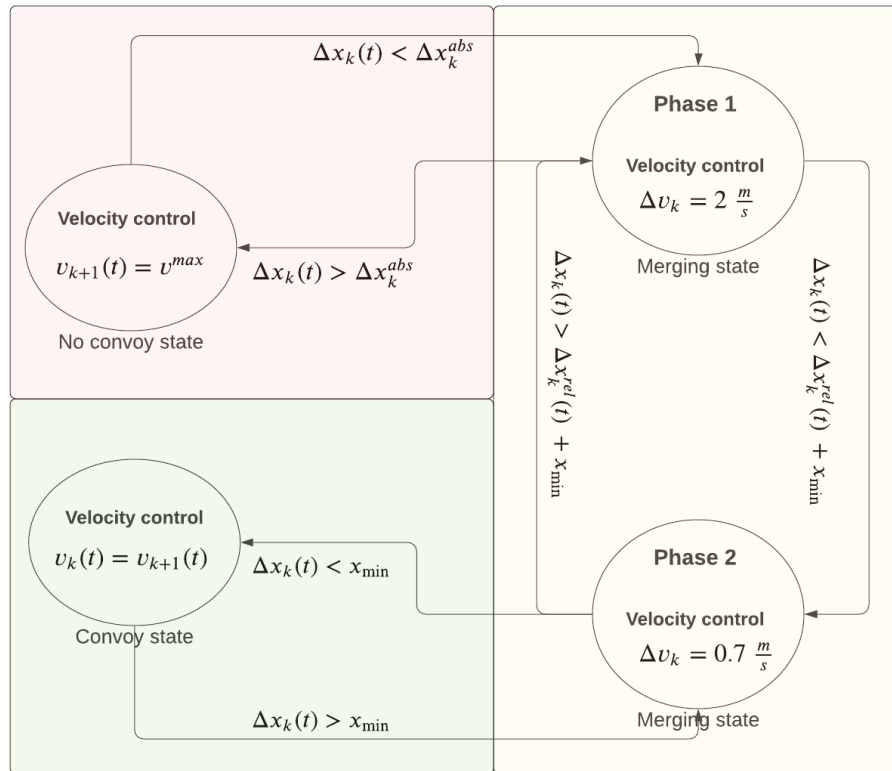 Δx_k(t) < Δx_k^{abs}
Phase 1
Velocity control
Δv_k = 2 m/s
Merging state
Velocity control
v_{k+1}(t) = v^{max}
No convoy state
Δx_k(t) > Δx_k^{abs}
Δx_k(t) > Δx_k^{rel}(t) + x_min
Δx_k(t) < Δx_k^{rel}(t) + x_min
Velocity control
v_k(t) = v_{k+1}(t)
Convoy state
Δx_k(t) < x_min
Phase 2
Velocity control
Δv_k = 0.7 m/s
Merging state
Δx_k(t) > x_min